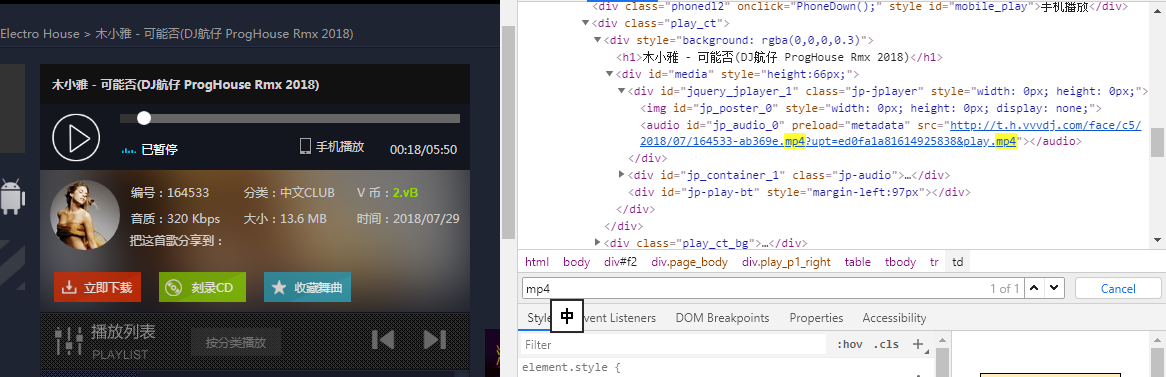 Electro House > 木小雅 - 可能否(DJ航仔 ProgHouse Rmx 2018)
木小雅 - 可能否(DJ航仔 ProgHouse Rmx 2018)
已暂停
手机播放
00:18/05:50
编号：164533 分类：中文CLUB V 币：2.vB
音质：320 Kbps 大小：13.6 MB 时间：2018/07/29
把这首歌分享到：
立即下载 刻录CD 收藏舞曲
播放列表
PLAYLIST
按分类播放
<div class="phonedl2" onclick="PhoneDown();" style id="mobile_play">手机播放</div>
<div class="play_ct">
<div style="background: rgba(0,0,0,0.3)">
<h1>木小雅 - 可能否(DJ航仔 ProgHouse Rmx 2018)</h1>
<div id="media" style="height:66px;">
<div id="jquery_jplayer_1" class="jp-jplayer" style="width: 0px; height: 0px;">
<img id="jp_poster_0" style="width: 0px; height: 0px; display: none;">
<audio id="jp_audio_0" preload="metadata" src="http://t.h.vvvdj.com/face/c5/
2018/07/164533-ab369e.mp4?upt=ed0fa1a81614925838&play.mp4"></audio>
</div>
<div id="jp_container_1" class="jp-audio">…</div>
<div id="jp-play-bt" style="margin-left:97px"></div>
</div>
</div>
<div class="play_ct_bg">…</div>
html body div#f2 div.page_body div.play_p1_right table tbody tr td
mp4
1 of 1
Cancel
中
Style
Event Listeners DOM Breakpoints Properties Accessibility
Filter
:hov .cls +
element.style {